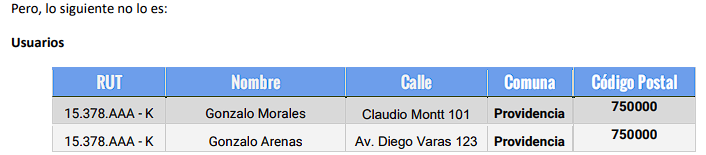 Pero, lo siguiente no lo es:
Usuarios
RUT Nombre Calle Comuna Código Postal
15.378.AAA - K Gonzalo Morales Claudio Montt 101 Providencia 750000
15.378.AAA - K Gonzalo Arenas Av. Diego Varas 123 Providencia 750000